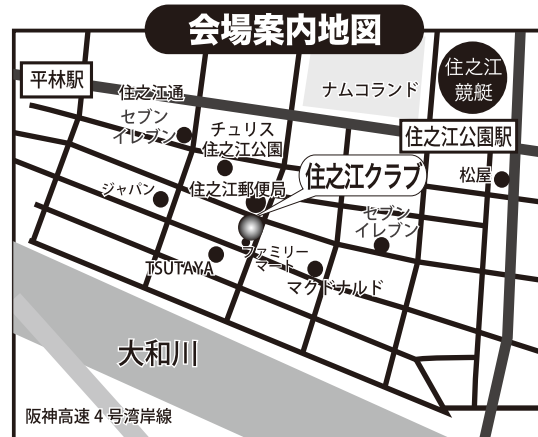 会場案内地図
平林駅
住之江通
セブン
イレブン
チュリス
住之江公園
ナムコランド
住之江
競艇
住之江公園駅
松屋
ジャパン
住之江郵便局
住之江クラブ
セブン
イレブン
ファミリー
マート
TSUTAYA
マクドナルド
大和川
阪神高速4号湾岸線